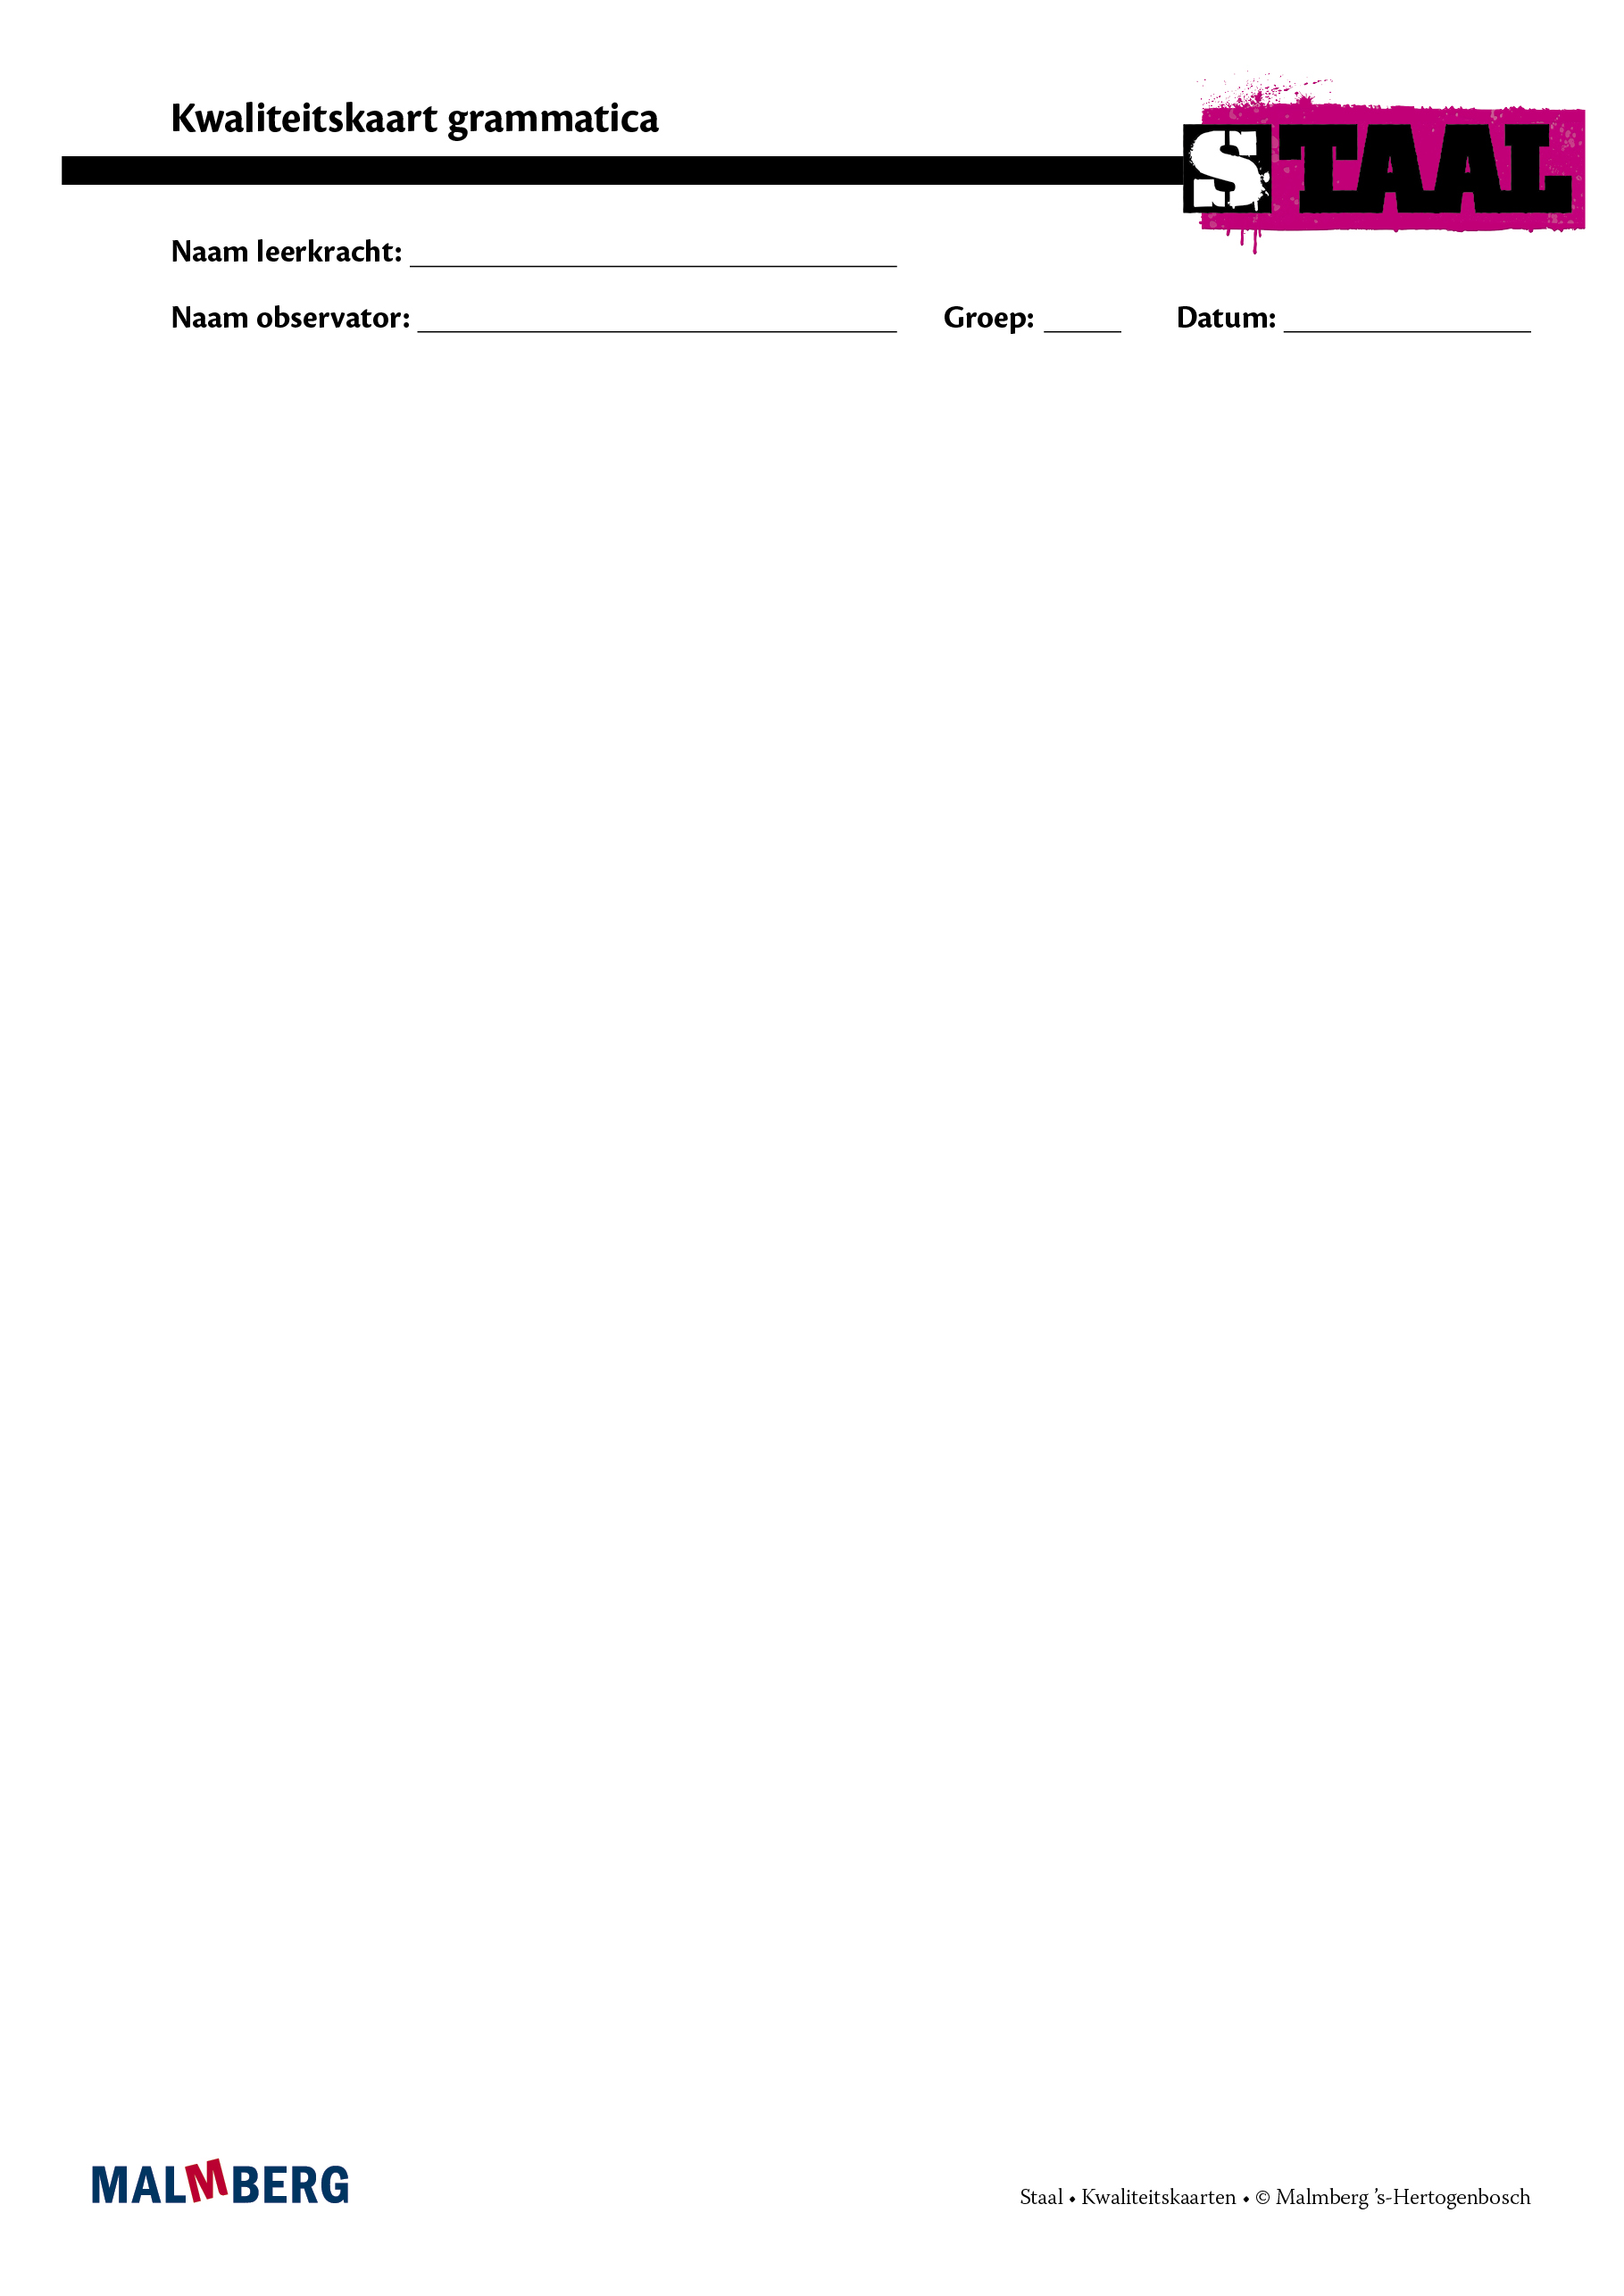 Kwaliteitskaart grammatica
STAAL
Naam leerkracht:
Naam observator: Groep: Datum:
MALMBERG
Staal • Kwaliteitskaarten • © Malmberg ’s-Hertogenbosch